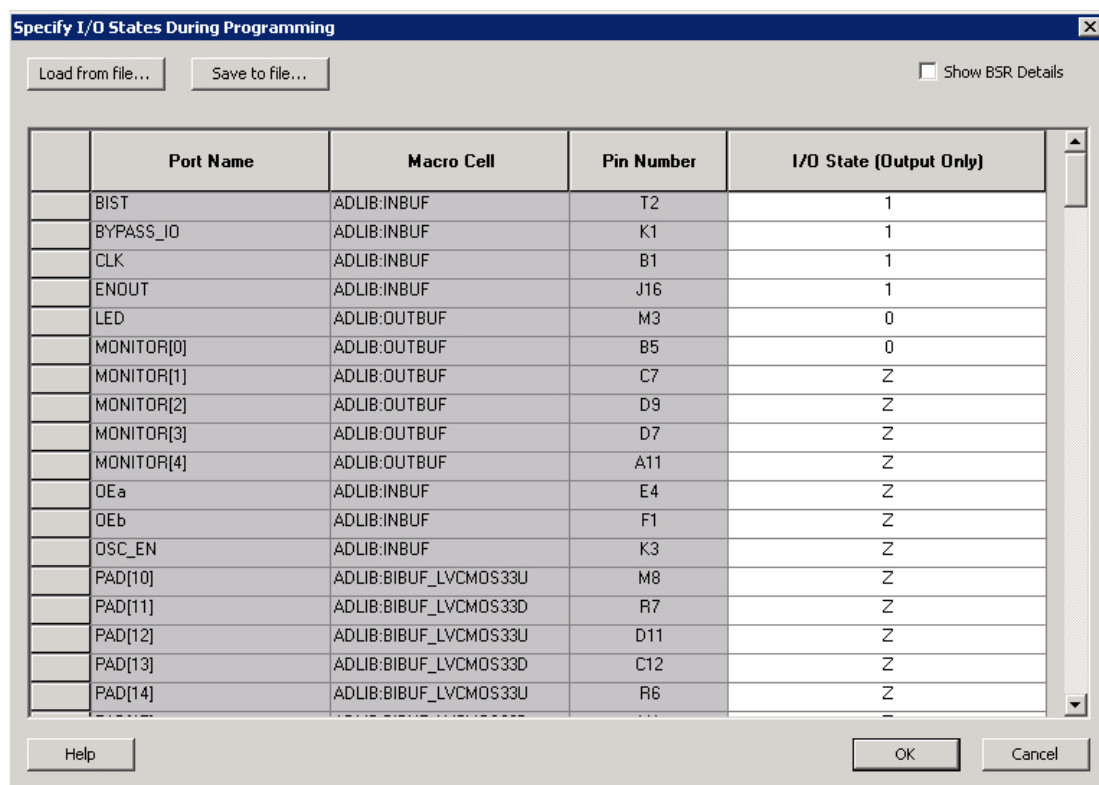 Specify I/O States During Programming
Load from file... Save to file... Show BSR Details
Port Name Macro Cell Pin Number I/O State (Output Only)
BIST ADLIB:INBUF T2 1
BYPASS_IO ADLIB:INBUF K1 1
CLK ADLIB:INBUF B1 1
ENOUT ADLIB:INBUF J16 1
LED ADLIB:OUTBUF M3 0
MONITOR[0] ADLIB:OUTBUF B5 0
MONITOR[1] ADLIB:OUTBUF C7 Z
MONITOR[2] ADLIB:OUTBUF D9 Z
MONITOR[3] ADLIB:OUTBUF D7 Z
MONITOR[4] ADLIB:OUTBUF A11 Z
OEa ADLIB:INBUF E4 Z
OEb ADLIB:INBUF F1 Z
OSC_EN ADLIB:INBUF K3 Z
PAD[10] ADLIB:BIBUF_LVCMOS33U M8 Z
PAD[11] ADLIB:BIBUF_LVCMOS33D R7 Z
PAD[12] ADLIB:BIBUF_LVCMOS33U D11 Z
PAD[13] ADLIB:BIBUF_LVCMOS33D C12 Z
PAD[14] ADLIB:BIBUF_LVCMOS33U R6 Z
Help OK Cancel